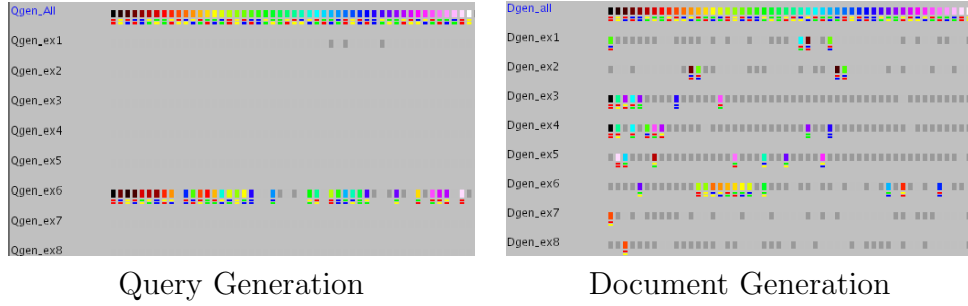 Qgen_All
Qgen_ex1
Qgen_ex2
Qgen_ex3
Qgen_ex4
Qgen_ex5
Qgen_ex6
Qgen_ex7
Qgen_ex8
Query Generation
Dgen_all
Dgen_ex1
Dgen_ex2
Dgen_ex3
Dgen_ex4
Dgen_ex5
Dgen_ex6
Dgen_ex7
Dgen_ex8
Document Generation